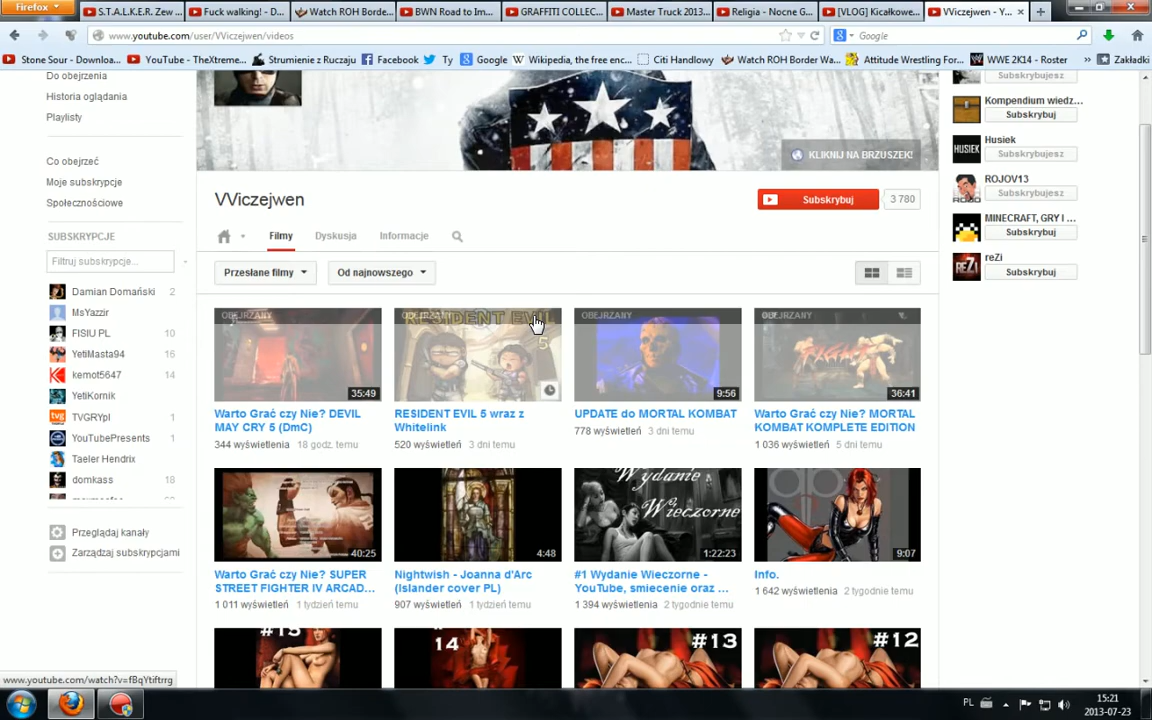 Firefox
S.T.A.L.K.E.R. Zew ...
Fuck walking! - D...
Watch ROH Borde...
BWN Road to Im...
GRAFFITI COLLEC...
Master Truck 2013...
Religia - Nocne G...
[VLOG] Kicałkowe...
VViczejwen - Y...
www.youtube.com/user/VViczejwen/videos
Google
Stone Sour - Downloa...
YouTube - TheXtreme...
Strumienie z Ruczaju
Facebook
Ty
Google
Wikipedia, the free enc...
Citi Handlowy
Watch ROH Border Wa...
Attitude Wrestling For...
WWE 2K14 - Roster
»
Zakładki
Do obejrzenia
Historia oglądania
Playlisty
Co obejrzeć
Moje subskrypcje
Społecznościowe
SUBSKRYPCJE
Filtruj subskrypcje...
Damian Domański 2
MsYazzir
FISIU PL 10
YetiMasta94 16
kemot5647 14
YetiKornik
TVGRYpl 1
YouTubePresents 1
Taeler Hendrix
domkass 18
Przeglądaj kanały
Zarządzaj subskrypcjami
KLIKNIJ NA BRZUSZEK!
VViczejwen
Subskrybuj
3 780
Filmy
Dyskusja
Informacje
Przesłane filmy
Od najnowszego
OBEJRZANY
35:49
Warto Grać czy Nie? DEVIL
MAY CRY 5 (DmC)
344 wyświetlenia 18 godz. temu
RESIDENT EVIL
5
RESIDENT EVIL 5 wraz z
Whitelink
520 wyświetleń 3 dni temu
OBEJRZANY
9:56
UPDATE do MORTAL KOMBAT
778 wyświetleń 3 dni temu
OBEJRZANY
36:41
Warto Grać czy Nie? MORTAL
KOMBAT KOMPLETE EDITION
1 036 wyświetleń 5 dni temu
40:25
Warto Grać czy Nie? SUPER
STREET FIGHTER IV ARCAD...
1 011 wyświetleń 1 tydzień temu
4:48
Nightwish - Joanna d'Arc
(Islander cover PL)
907 wyświetleń 1 tydzień temu
Wydanie
Wieczorne
1:22:23
#1 Wydanie Wieczorne -
YouTube, smiecenie oraz ...
1 394 wyświetlenia 2 tygodnie temu
9:07
Info.
1 642 wyświetlenia 2 tygodnie temu
#15
14
#13
#12
Subskrybujesz
Kompendium wiedz...
Subskrybuj
HUSIEK
Husiek
Subskrybujesz
ROJOV13
Subskrybujesz
MINECRAFT, GRY I ...
Subskrybuj
reZi
Subskrybuj
www.youtube.com/watch?v=fBqYtiftrrg
PL
15:21
2013-07-23